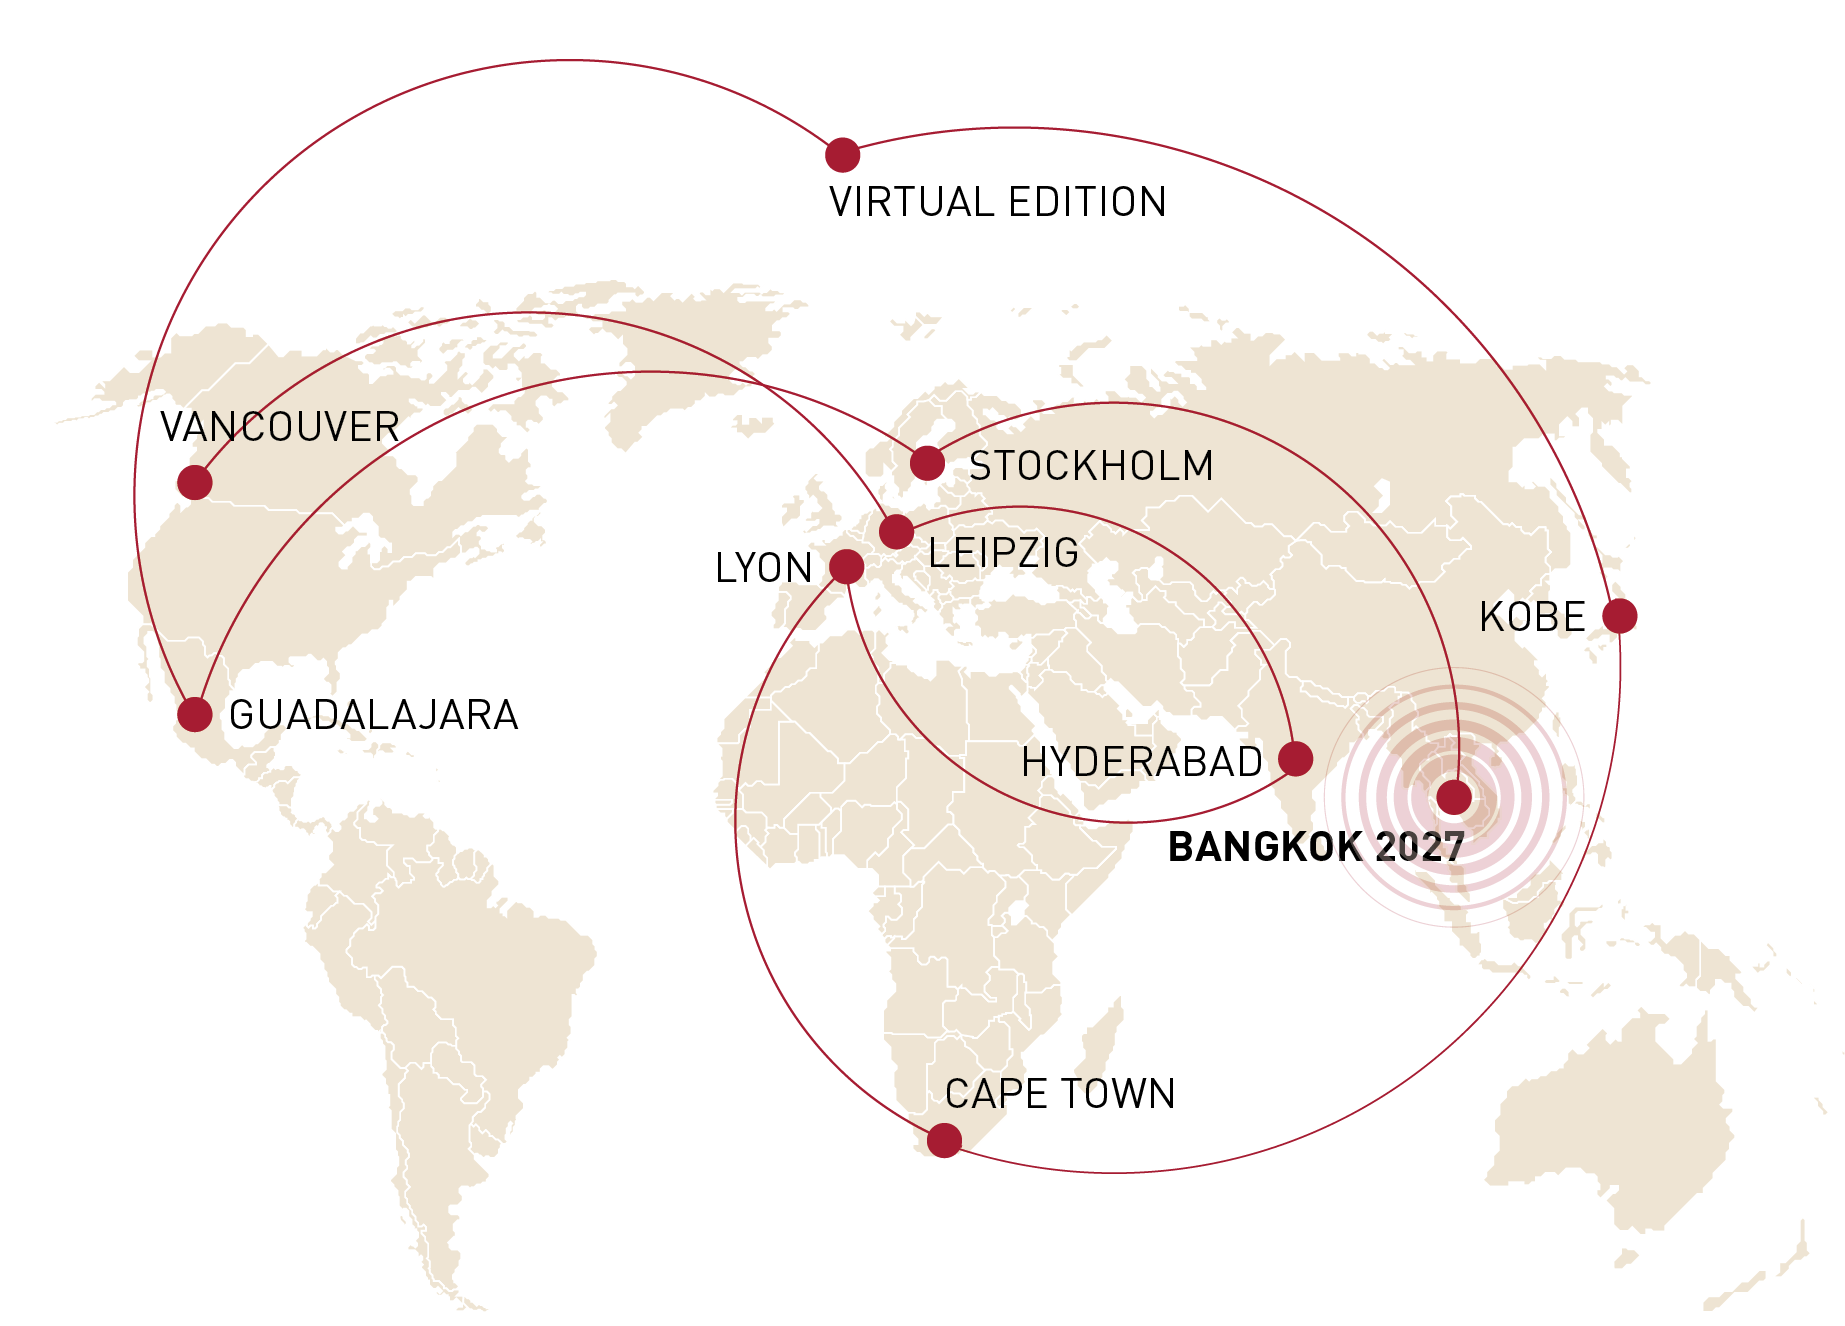 VIRTUAL EDITION
VANCOUVER
STOCKHOLM
LEIPZIG
LYON
KOBE
GUADALAJARA
HYDERABAD
BANGKOK 2027
CAPE TOWN